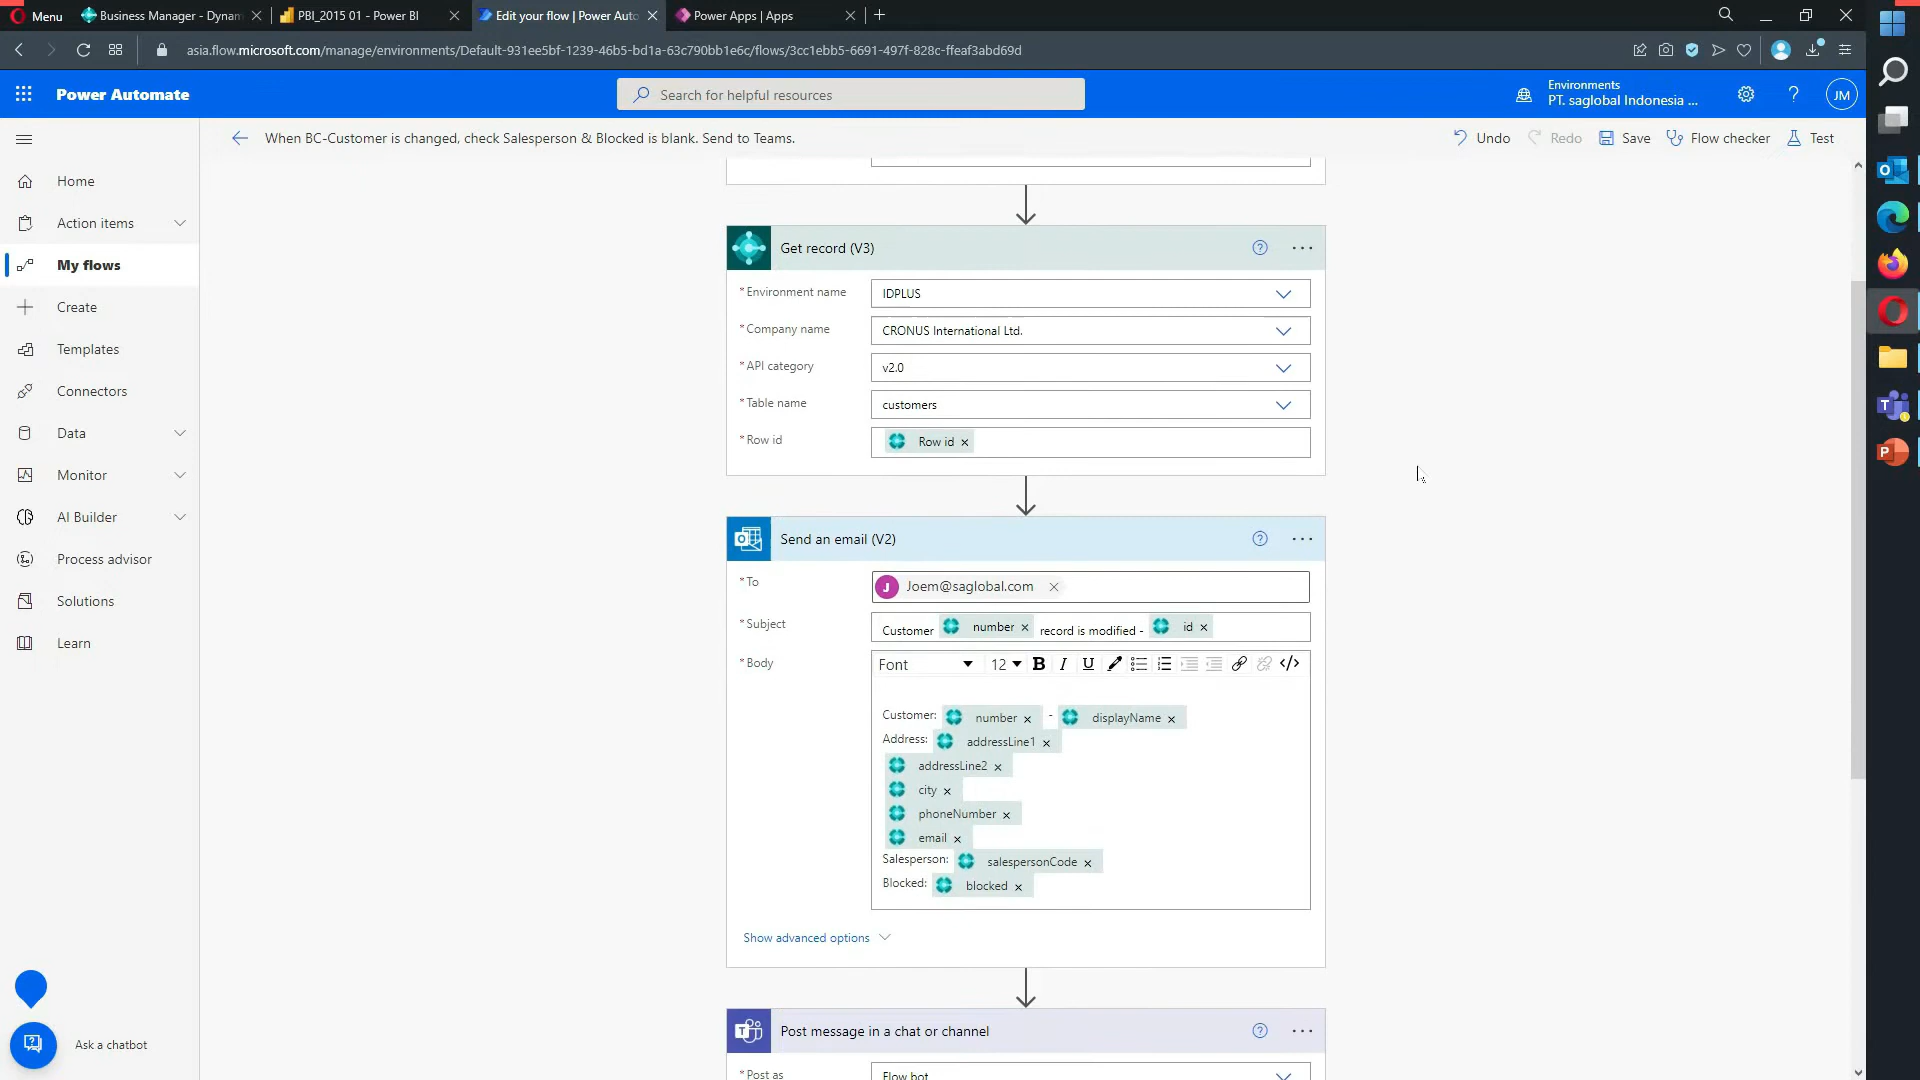 Menu
Business Manager - Dynam
PBI_2015 01 - Power BI
Edit your flow | Power Auto
Power Apps | Apps
asia.flow.microsoft.com/manage/environments/Default-931ee5bf-1239-46b5-bd1a-63c790bb1e6c/flows/3cc1ebb5-6691-497f-828c-ffeaf3abd69d
Power Automate
Search for helpful resources
Environments
PT. saglobal Indonesia ...
JM
When BC-Customer is changed, check Salesperson & Blocked is blank. Send to Teams.
Undo
Redo
Save
Flow checker
Test
Home
Action items
My flows
Create
Templates
Connectors
Data
Monitor
AI Builder
Process advisor
Solutions
Learn
Ask a chatbot
Get record (V3)
* Environment name IDPLUS
* Company name CRONUS International Ltd.
* API category v2.0
* Table name customers
* Row id Row id ×
Send an email (V2)
* To J Joem@saglobal.com ×
* Subject Customer number × record is modified - id ×
* Body Font 12 B I U </>
Customer: number × - displayName ×
Address: addressLine1 ×
addressLine2 ×
city ×
phoneNumber ×
email ×
Salesperson: salespersonCode ×
Blocked: blocked ×
Show advanced options
Post message in a chat or channel
* Post as Flow bot